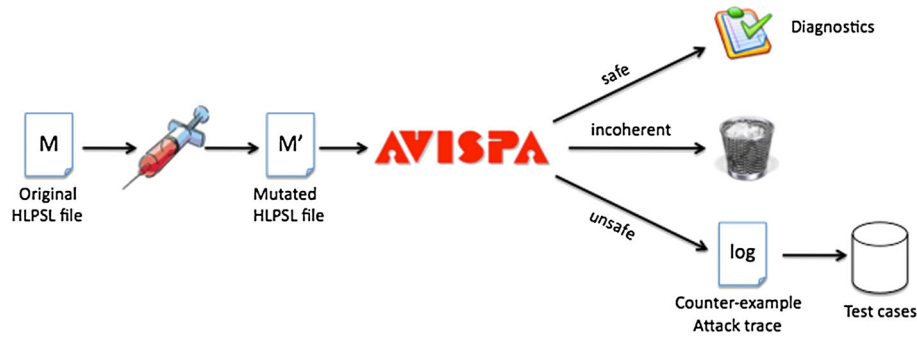 Diagnostics
safe
M
M'
AVISPA
incoherent
Original
HLPSL file
Mutated
HLPSL file
unsafe
log
Counter-example
Attack trace
Test cases